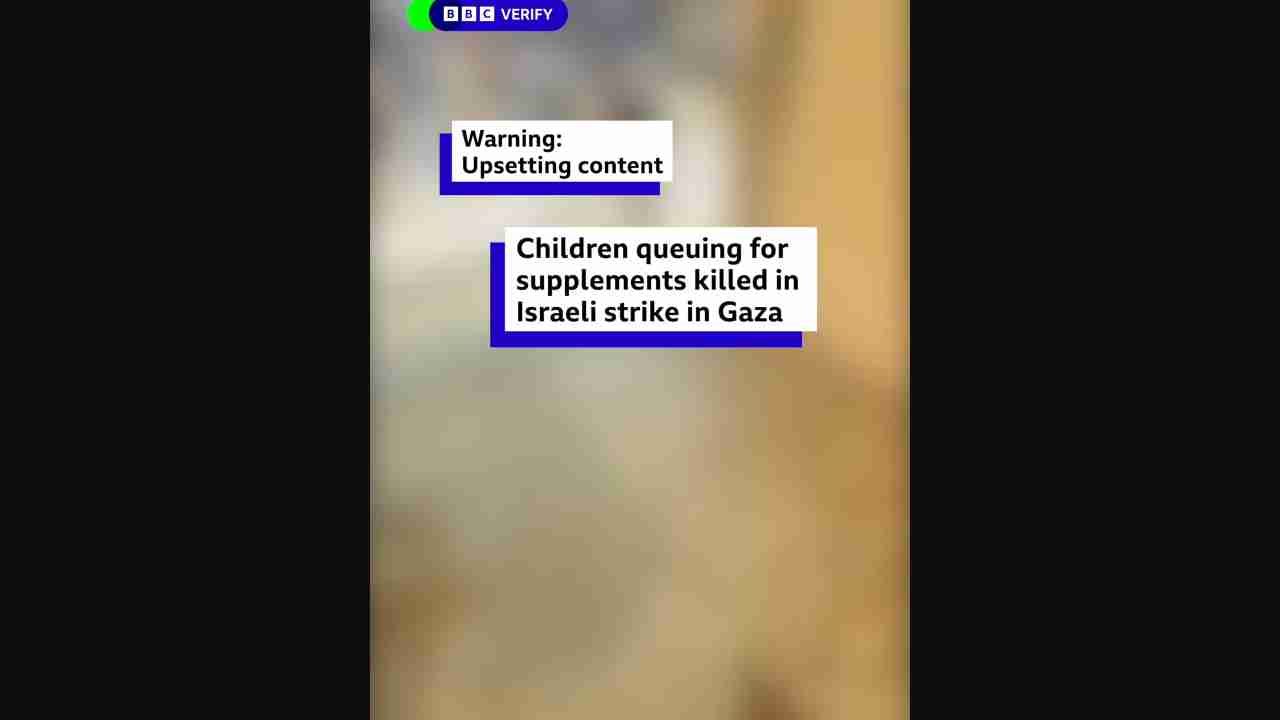 BBC VERIFY
Warning:
Upsetting content
Children queuing for
supplements killed in
Israeli strike in Gaza